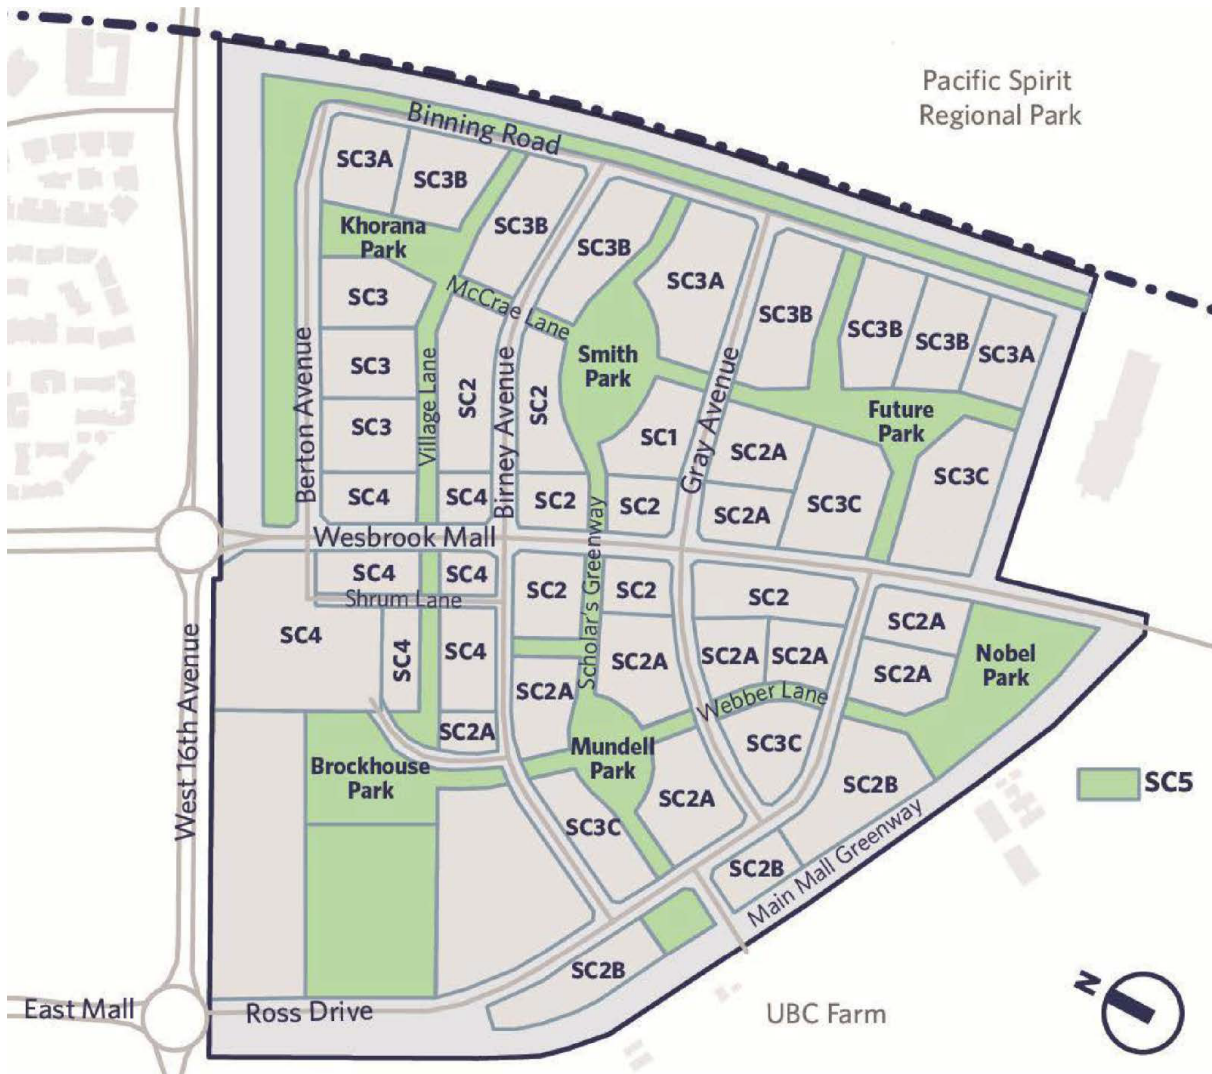 Pacific Spirit
Regional Park
Binning Road
SC3A
SC3B
SC3B
SC3B
SC3A
SC3B
SC3B
SC3B
SC3A
Khorana
Park
McCrae Lane
SC3
SC3
SC3
SC4
Berton Avenue
Village Lane
SC2
SC4
Birney Avenue
SC2
SC2
Smith
Park
SC1
SC2
Gray Avenue
SC2A
SC2A
SC3C
Future
Park
SC3C
Wesbrook Mall
SC4
SC4
Shrum Lane
SC4
SC4
SC4
SC2A
SC2
Scholar's Greenway
SC2
SC2A
SC2A
SC2
SC2A
SC2A
Webber Lane
SC2A
SC2A
Nobel
Park
West 16th Avenue
Brockhouse
Park
Mundell
Park
SC3C
SC2A
SC3C
SC2B
SC2B
Main Mall Greenway
SC2B
SC5
East Mall
Ross Drive
UBC Farm
N